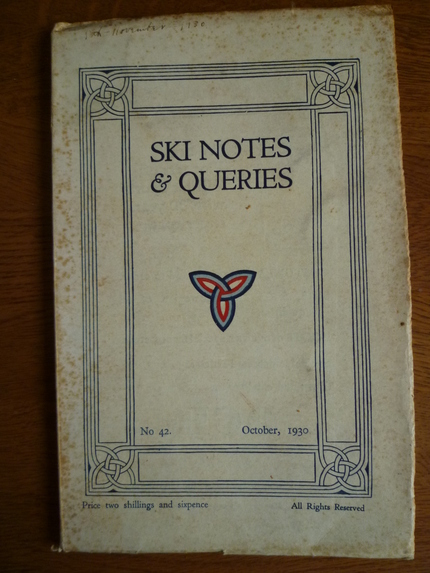 SKI NOTES
& QUERIES
No 42. October, 1930
Price two shillings and sixpence All Rights Reserved